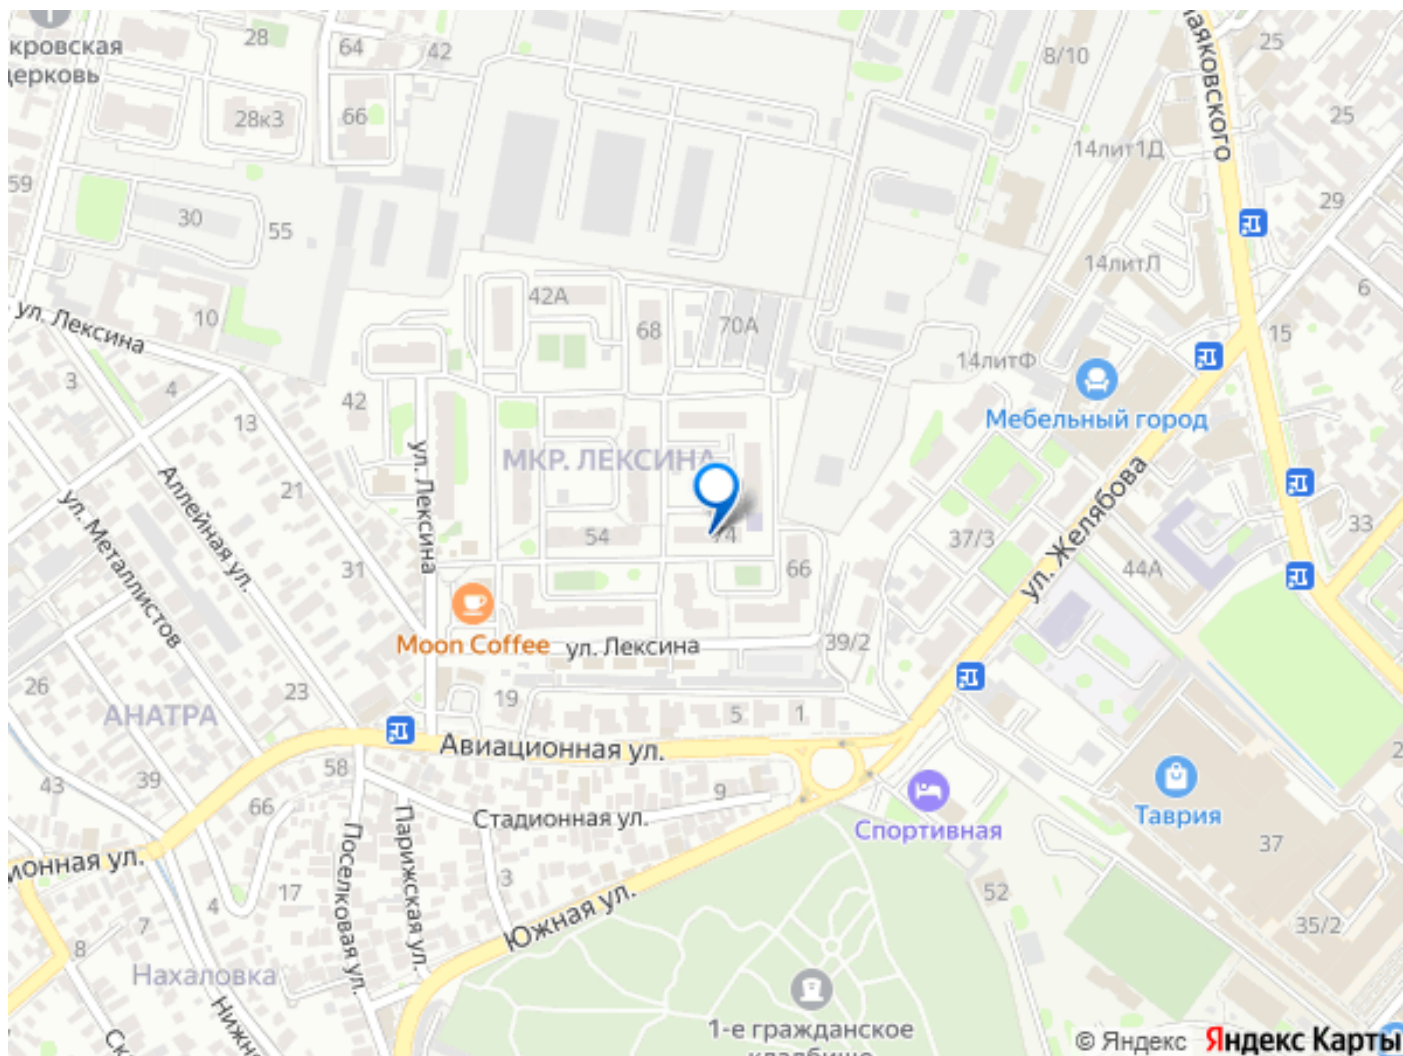 28
64
42
кровская
церковь
8/10
25
маяковского
28к3
66
25
14лит1Д
59
30
55
29
14литЛ
ул. Лексина
10
42А
68
70А
6
15
14литФ
3
4
42
13
Мебельный город
МКР. ЛЕКСИНА
ул. Лексина
21
Аллейная ул.
ул. Металлистов
ул. Желябова
54
74
37/3
33
31
66
44А
Moon Coffee
ул. Лексина
39/2
26
23
19
5
1
АНАТРА
Авиационная ул.
58
43
39
66
9
Стадионная ул.
Спортивная
Таврия
37
Поселковая ул.
Парижская ул.
ионная ул.
17
4
3
7
8
52
35/2
Южная ул.
Нахаловка
1-е гражданское
кладбище
© Яндекс Яндекс Карты